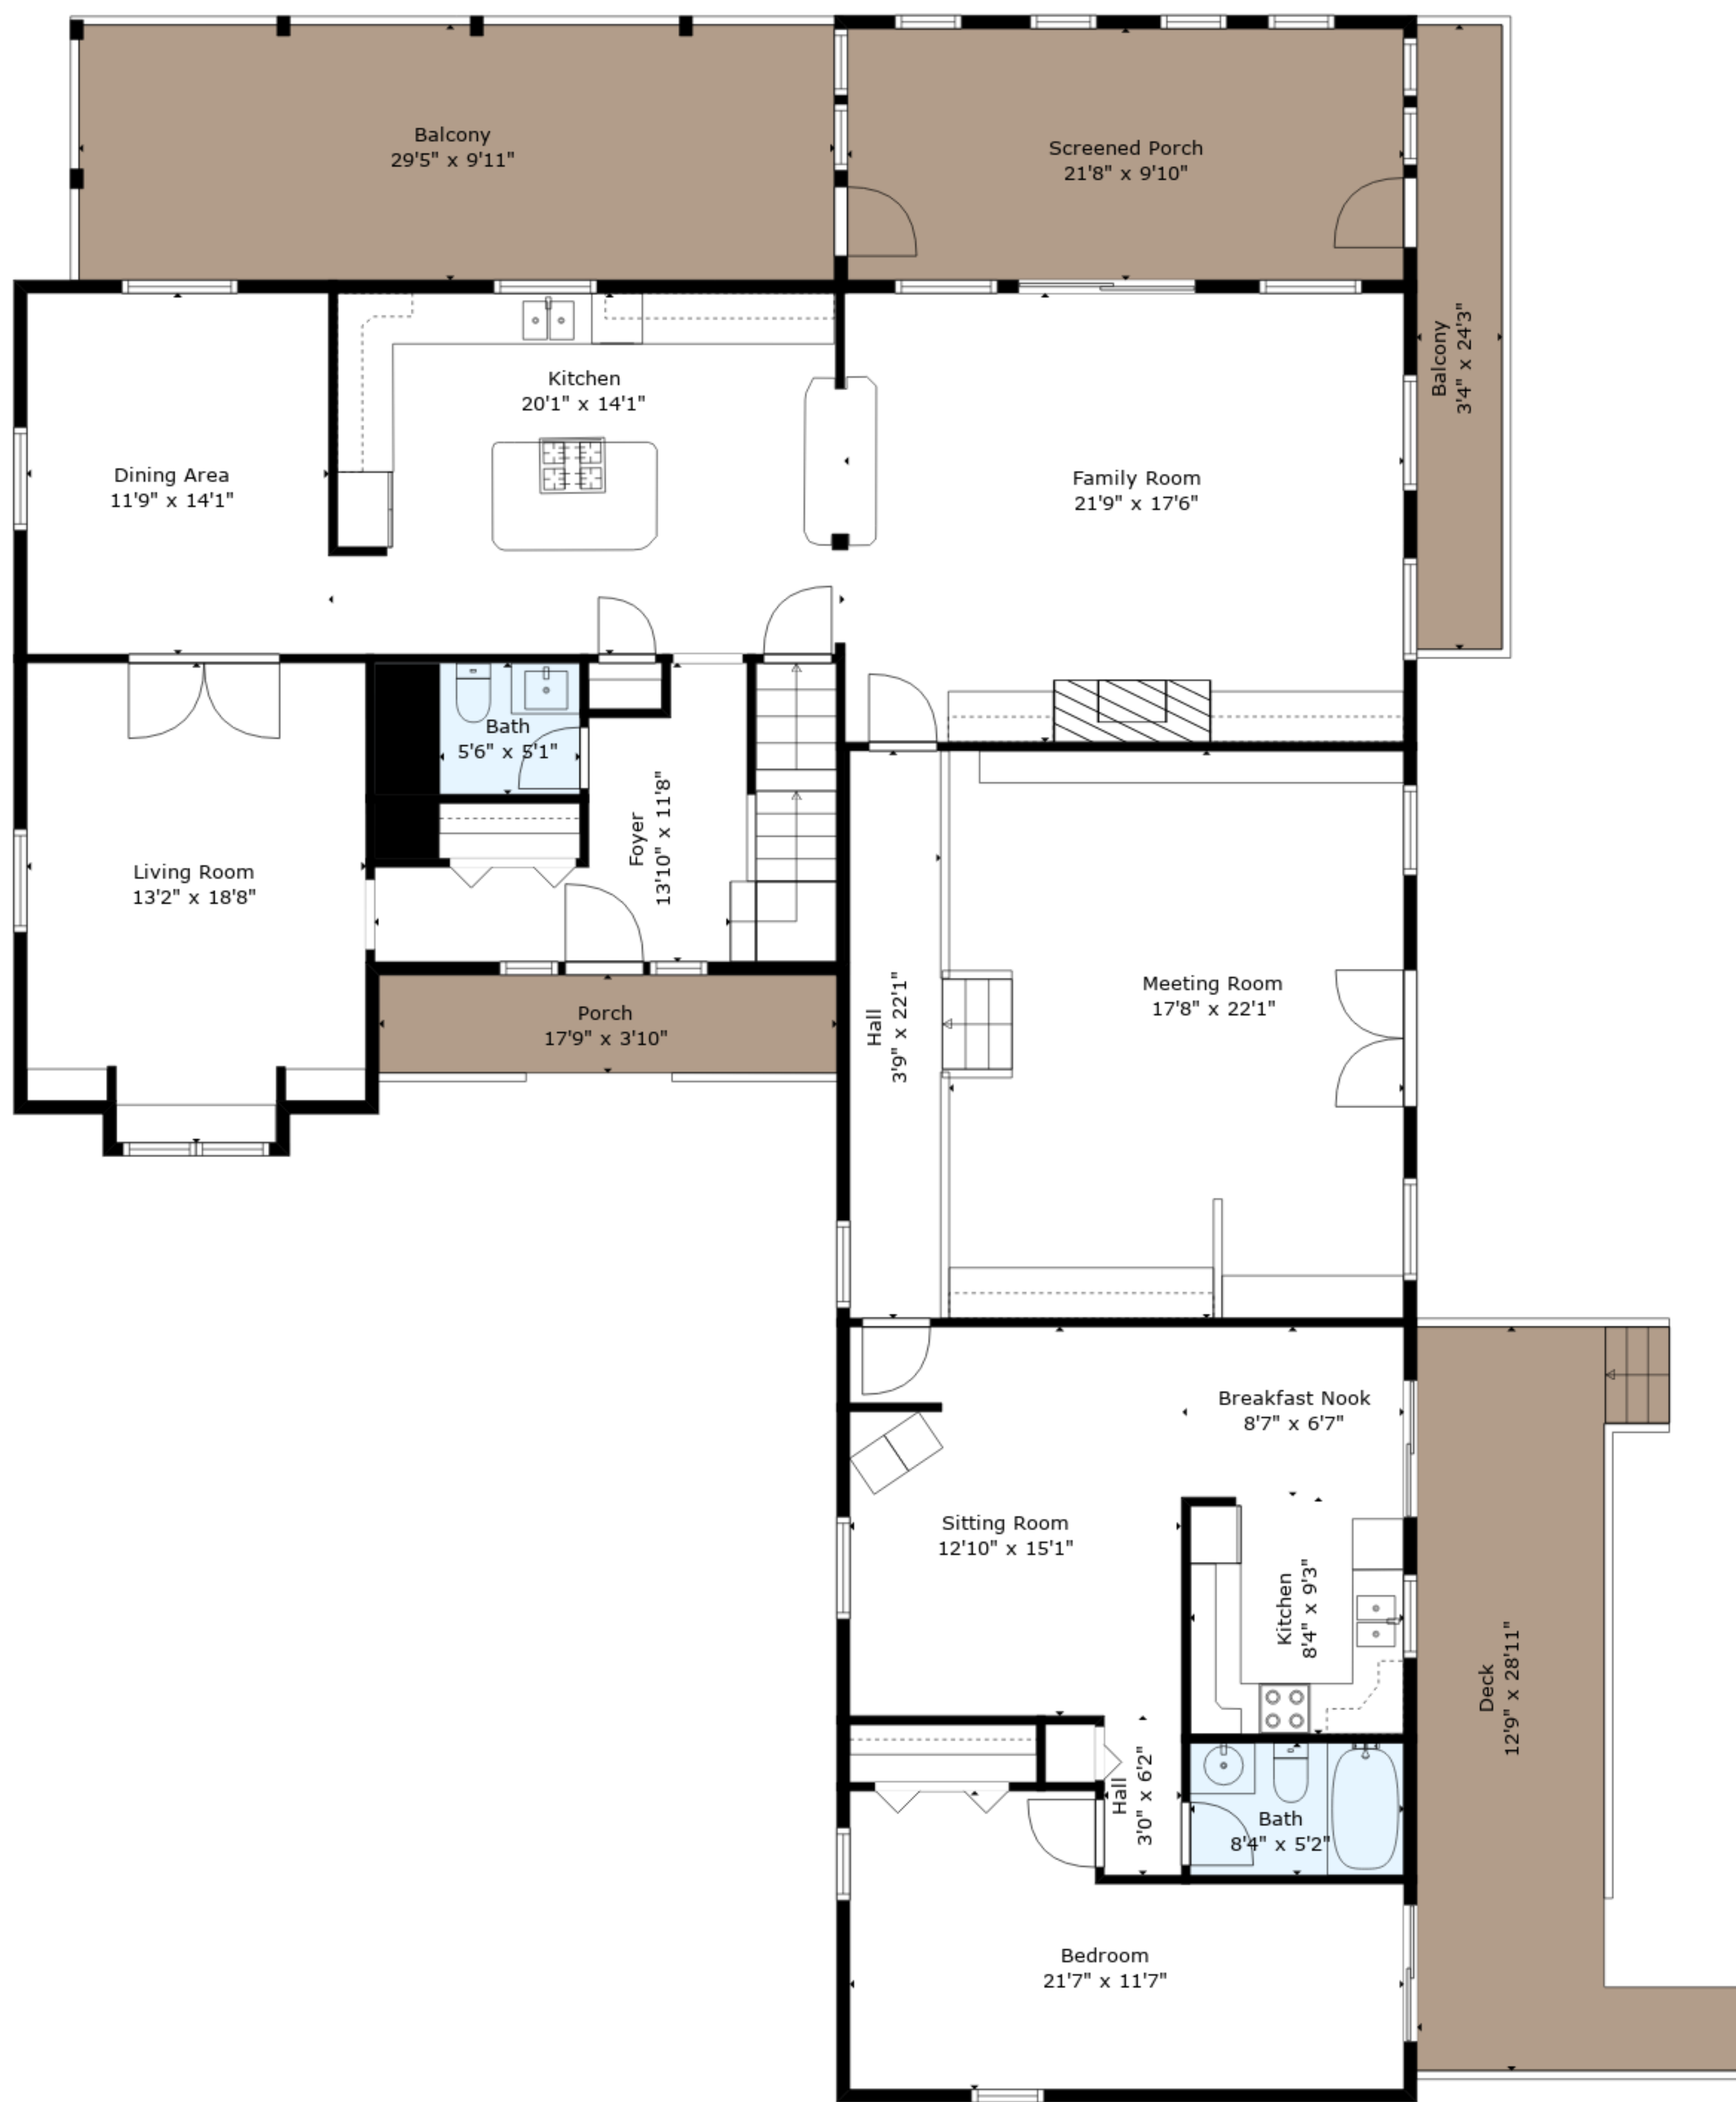 Balcony
29'5" x 9'11"
Screened Porch
21'8" x 9'10"
Balcony
3'4" x 24'3"
Kitchen
20'1" x 14'1"
Dining Area
11'9" x 14'1"
Family Room
21'9" x 17'6"
Bath
5'6" x 5'1"
Foyer
13'10" x 11'8"
Living Room
13'2" x 18'8"
Porch
17'9" x 3'10"
Hall
3'9" x 22'1"
Meeting Room
17'8" x 22'1"
Breakfast Nook
8'7" x 6'7"
Sitting Room
12'10" x 15'1"
Kitchen
8'4" x 9'3"
Deck
12'9" x 28'11"
Hall
3'0" x 6'2"
Bath
8'4" x 5'2"
Bedroom
21'7" x 11'7"